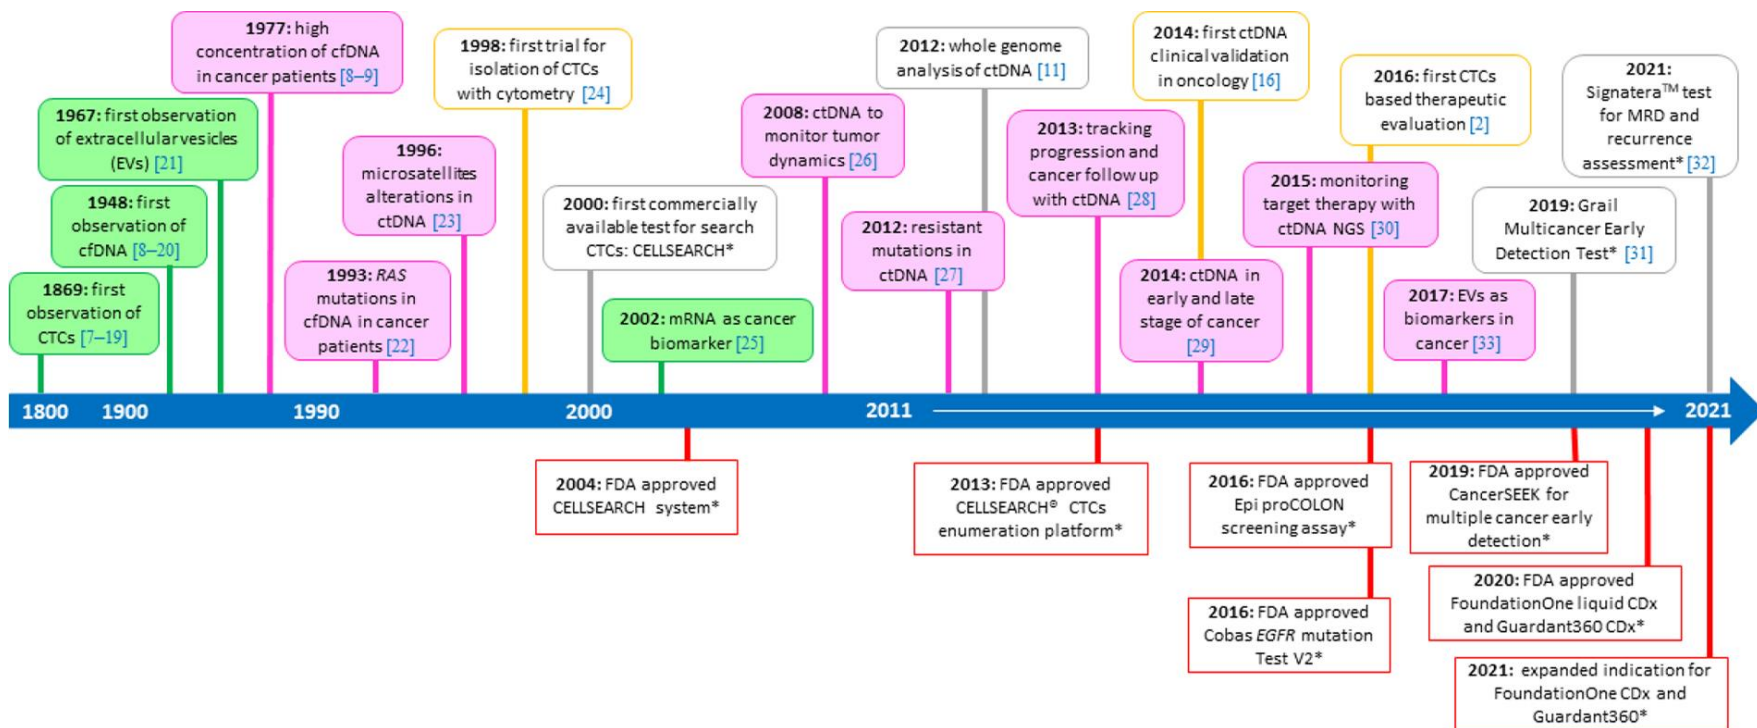 1977: high
concentration of cfDNA
in cancer patients [8–9]
1967: first observation
of extracellular vesicles
(EVs) [21]
1948: first
observation of
cfDNA [8–20]
1869: first
observation of
CTCs [7–19]
1998: first trial for
isolation of CTCs
with cytometry [24]
1996:
microsatellites
alterations in
ctDNA [23]
1993: RAS
mutations in
cfDNA in cancer
patients [22]
2000: first commercially
available test for search
CTCs: CELLSEARCH*
2002: mRNA as cancer
biomarker [25]
2008: ctDNA to
monitor tumor
dynamics [26]
2012: whole genome
analysis of ctDNA [11]
2012: resistant
mutations in
ctDNA [27]
2013: tracking
progression and
cancer follow up
with ctDNA [28]
2014: first ctDNA
clinical validation
in oncology [16]
2014: ctDNA in
early and late
stage of cancer
[29]
2015: monitoring
target therapy with
ctDNA NGS [30]
2016: first CTCs
based therapeutic
evaluation [2]
2017: EVs as
biomarkers in
cancer [33]
2019: Grail
Multicancer Early
Detection Test* [31]
2021:
Signatera™ test
for MRD and
recurrence
assessment* [32]
1800 1900 1990 2000 2011 2021
2004: FDA approved
CELLSEARCH system*
2013: FDA approved
CELLSEARCH® CTCs
enumeration platform*
2016: FDA approved
Epi proCOLON
screening assay*
2016: FDA approved
Cobas EGFR mutation
Test V2*
2019: FDA approved
CancerSEEK for
multiple cancer early
detection*
2020: FDA approved
FoundationOne liquid CDx
and Guardant360 CDx*
2021: expanded indication for
FoundationOne CDx and
Guardant360*